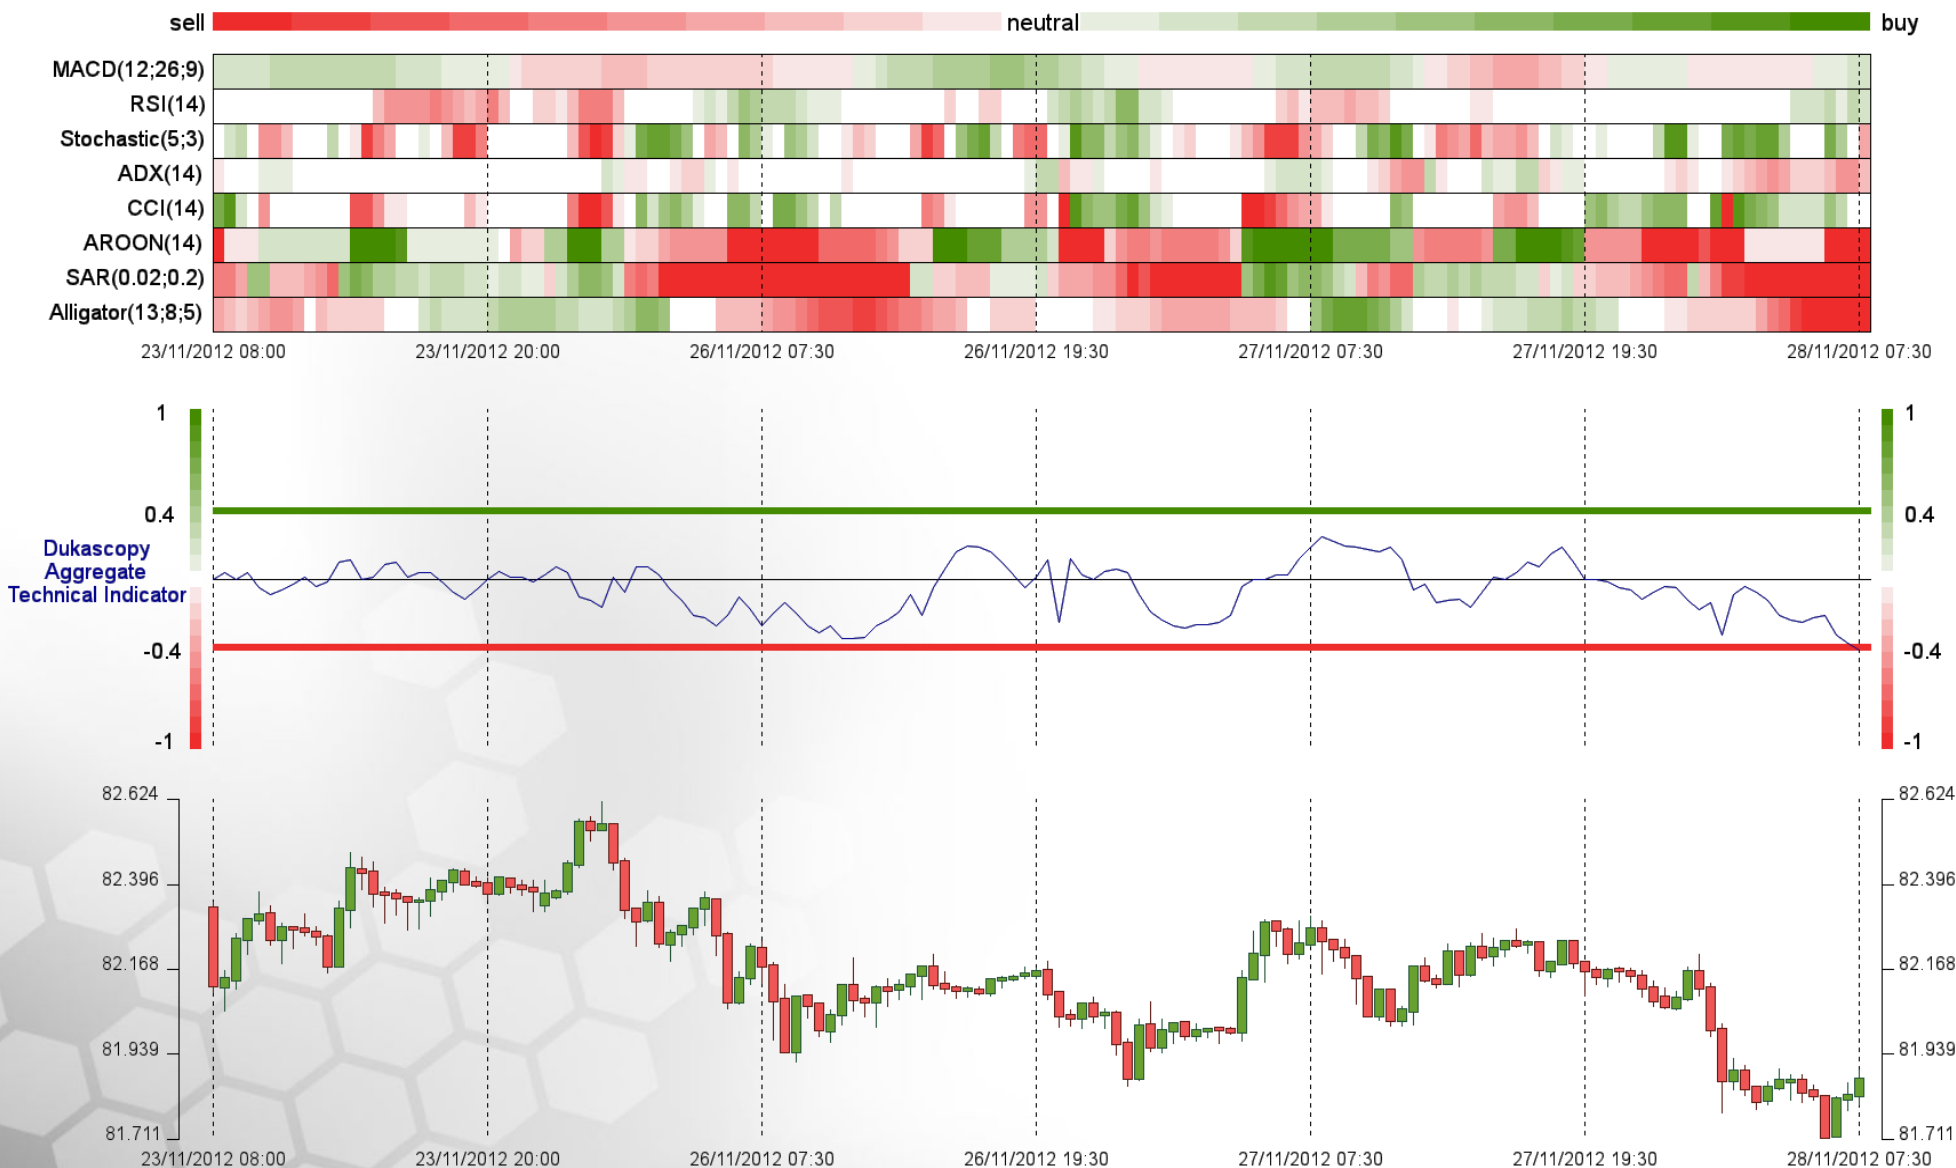 sell neutral buy
MACD(12;26;9)
RSI(14)
Stochastic(5;3)
ADX(14)
CCI(14)
AROON(14)
SAR(0.02;0.2)
Alligator(13;8;5)
23/11/2012 08:00 23/11/2012 20:00 26/11/2012 07:30 26/11/2012 19:30 27/11/2012 07:30 27/11/2012 19:30 28/11/2012 07:30
1 1
0.4 0.4
Dukascopy
Aggregate
Technical Indicator
-0.4 -0.4
-1 -1
82.624 82.624
82.396 82.396
82.168 82.168
81.939 81.939
81.711 81.711
23/11/2012 08:00 23/11/2012 20:00 26/11/2012 07:30 26/11/2012 19:30 27/11/2012 07:30 27/11/2012 19:30 28/11/2012 07:30